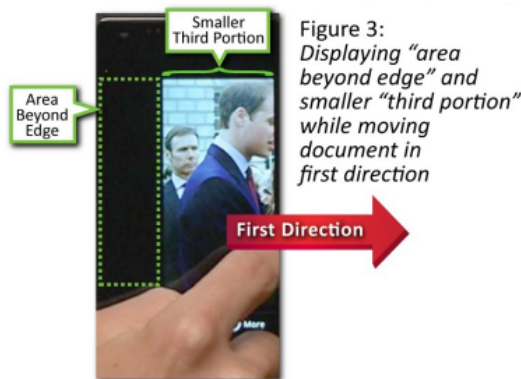 Smaller
Third Portion
Area
Beyond
Edge
Figure 3:
Displaying “area
beyond edge” and
smaller “third portion”
while moving
document in
first direction
First Direction
More